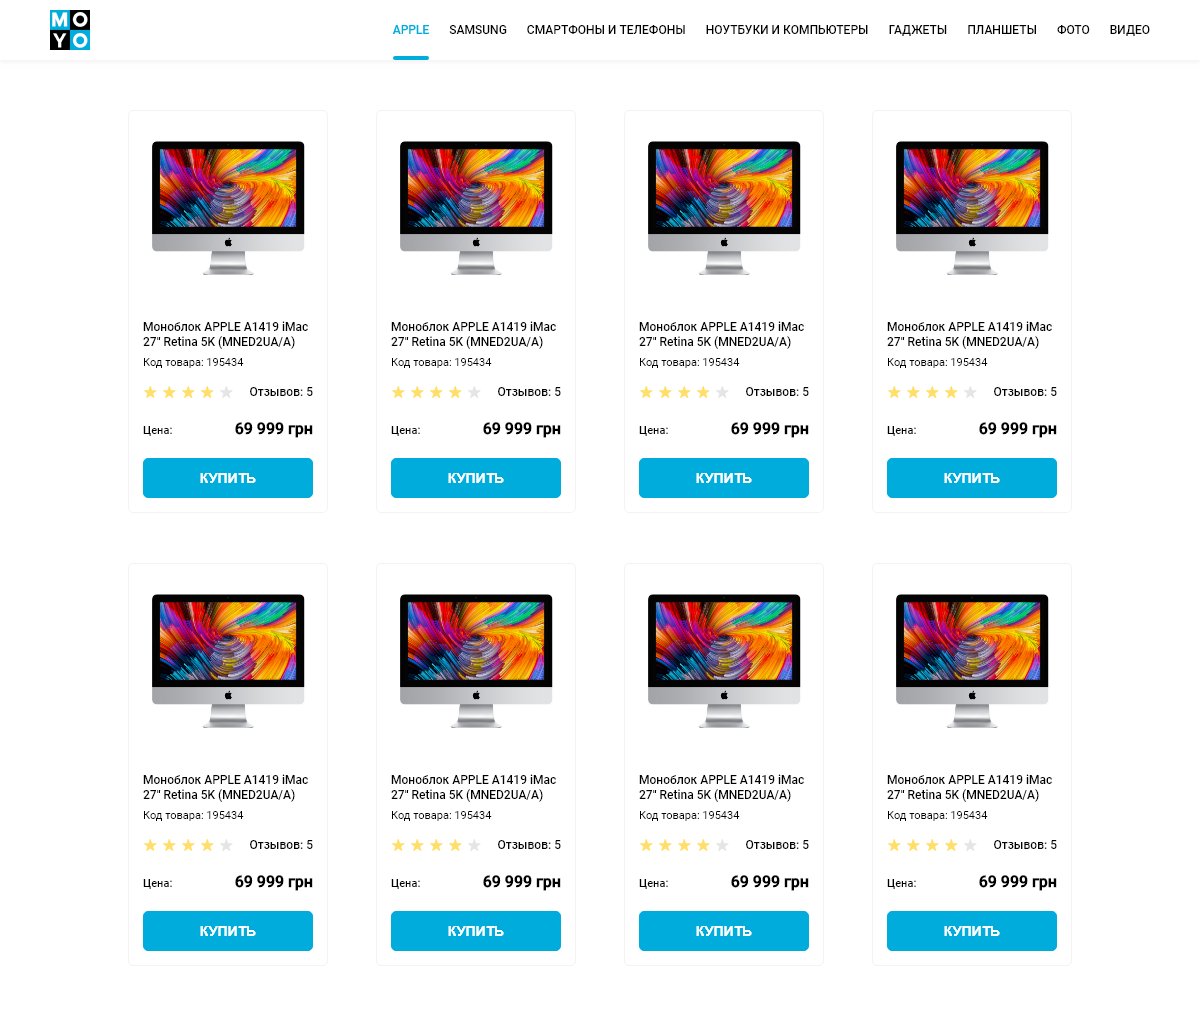 MO
YO
APPLE SAMSUNG СМАРТФОНЫ И ТЕЛЕФОНЫ НОУТБУКИ И КОМПЬЮТЕРЫ ГАДЖЕТЫ ПЛАНШЕТЫ ФОТО ВИДЕО
Моноблок APPLE A1419 iMac
27" Retina 5K (MNED2UA/A)
Код товара: 195434
Отзывов: 5
Цена: 69 999 грн
КУПИТЬ
Моноблок APPLE A1419 iMac
27" Retina 5K (MNED2UA/A)
Код товара: 195434
Отзывов: 5
Цена: 69 999 грн
КУПИТЬ
Моноблок APPLE A1419 iMac
27" Retina 5K (MNED2UA/A)
Код товара: 195434
Отзывов: 5
Цена: 69 999 грн
КУПИТЬ
Моноблок APPLE A1419 iMac
27" Retina 5K (MNED2UA/A)
Код товара: 195434
Отзывов: 5
Цена: 69 999 грн
КУПИТЬ
Моноблок APPLE A1419 iMac
27" Retina 5K (MNED2UA/A)
Код товара: 195434
Отзывов: 5
Цена: 69 999 грн
КУПИТЬ
Моноблок APPLE A1419 iMac
27" Retina 5K (MNED2UA/A)
Код товара: 195434
Отзывов: 5
Цена: 69 999 грн
КУПИТЬ
Моноблок APPLE A1419 iMac
27" Retina 5K (MNED2UA/A)
Код товара: 195434
Отзывов: 5
Цена: 69 999 грн
КУПИТЬ
Моноблок APPLE A1419 iMac
27" Retina 5K (MNED2UA/A)
Код товара: 195434
Отзывов: 5
Цена: 69 999 грн
КУПИТЬ